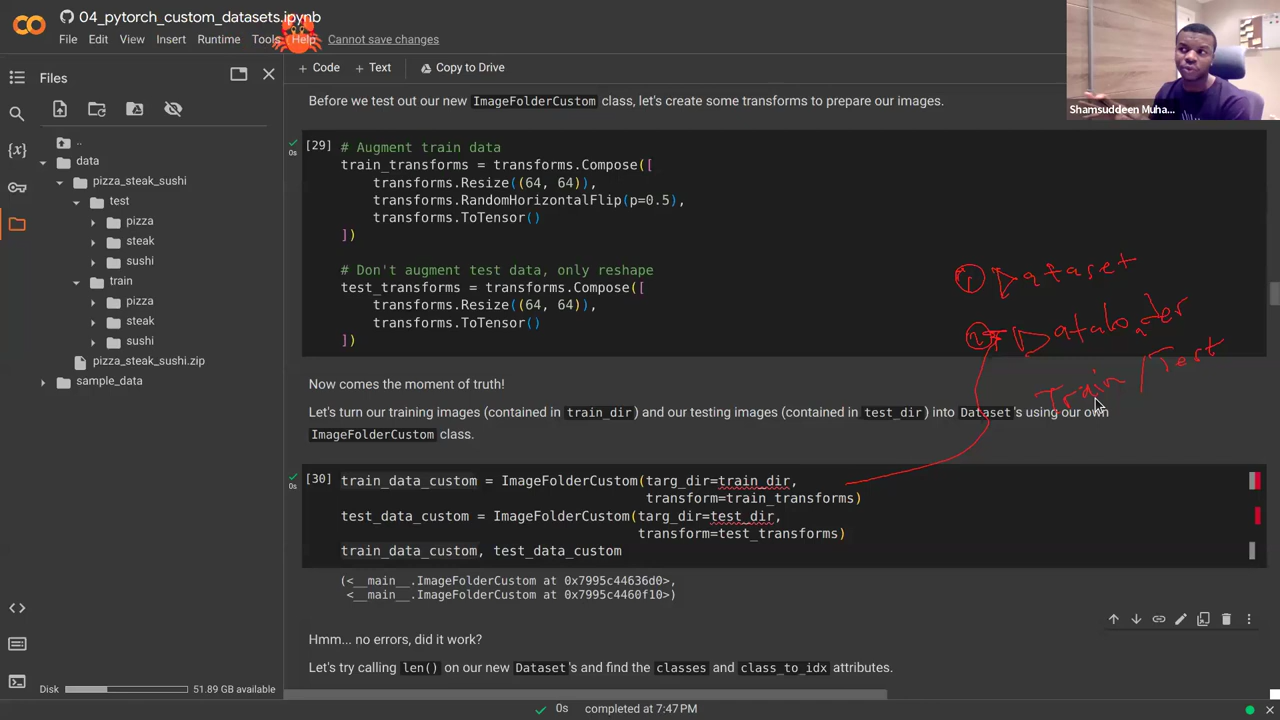 04_pytorch_custom_datasets.ipynb
File Edit View Insert Runtime Tools Help Cannot save changes
Files
+ Code + Text Copy to Drive
Shamsuddeen Muha...
..
data
pizza_steak_sushi
test
pizza
steak
sushi
train
pizza
steak
sushi
pizza_steak_sushi.zip
sample_data
Disk 51.89 GB available
Before we test out our new ImageFolderCustom class, let's create some transforms to prepare our images.
[29] # Augment train data
0s
train_transforms = transforms.Compose([
transforms.Resize((64, 64)),
transforms.RandomHorizontalFlip(p=0.5),
transforms.ToTensor()
])
# Don't augment test data, only reshape
test_transforms = transforms.Compose([
transforms.Resize((64, 64)),
transforms.ToTensor()
])
1 Dataset
2 Dataloader
Train/Test
Now comes the moment of truth!
Let's turn our training images (contained in train_dir) and our testing images (contained in test_dir) into Dataset's using our own
ImageFolderCustom class.
[30] train_data_custom = ImageFolderCustom(targ_dir=train_dir,
0s
transform=train_transforms)
test_data_custom = ImageFolderCustom(targ_dir=test_dir,
transform=test_transforms)
train_data_custom, test_data_custom
(<__main__.ImageFolderCustom at 0x7995c44636d0>,
<__main__.ImageFolderCustom at 0x7995c4460f10>)
Hmm... no errors, did it work?
Let's try calling len() on our new Dataset's and find the classes and class_to_idx attributes.
0s completed at 7:47PM